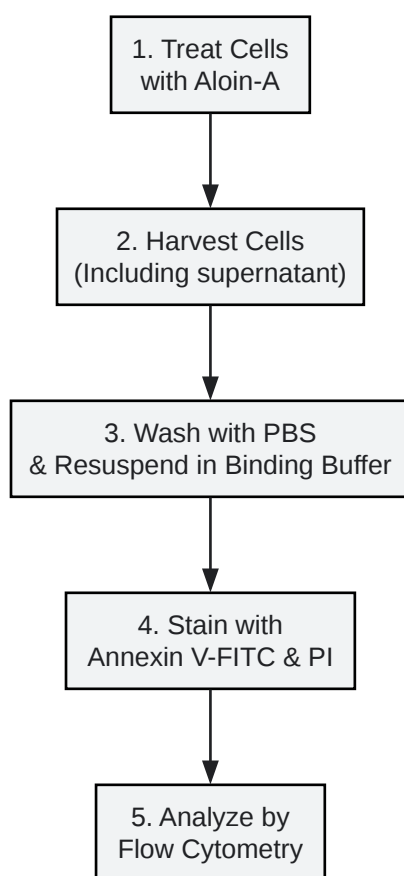 1. Treat Cells
with Aloin-A
2. Harvest Cells
(Including supernatant)
3. Wash with PBS
& Resuspend in Binding Buffer
4. Stain with
Annexin V-FITC & PI
5. Analyze by
Flow Cytometry